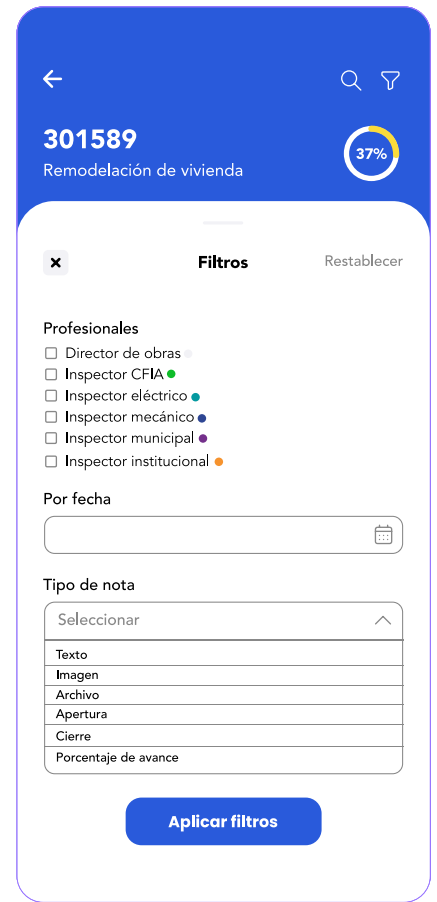 301589
Remodelación de vivienda
37%
Filtros
Restablecer
Profesionales
Director de obras
Inspector CFIA
Inspector eléctrico
Inspector mecánico
Inspector municipal
Inspector institucional
Por fecha
Tipo de nota
Seleccionar
Texto
Imagen
Archivo
Apertura
Cierre
Porcentaje de avance
Aplicar filtros